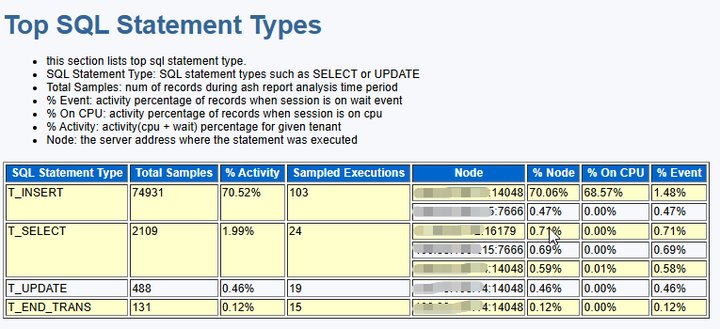 Top SQL Statement Types
this section lists top sql statement type.
SQL Statement Type: SQL statement types such as SELECT or UPDATE
Total Samples: num of records during ash report analysis time period
% Event: activity percentage of records when session is on wait event
% On CPU: activity percentage of records when session is on cpu
% Activity: activity(cpu + wait) percentage for given tenant
Node: the server address where the statement was executed
SQL Statement Type Total Samples % Activity Sampled Executions Node % Node % On CPU % Event
T_INSERT 74931 70.52% 103 :14048 70.06% 68.57% 1.48%
5:7666 0.47% 0.00% 0.47%
T_SELECT 2109 1.99% 24 :16179 0.71% 0.00% 0.71%
15:7666 0.69% 0.00% 0.69%
:14048 0.59% 0.01% 0.58%
T_UPDATE 488 0.46% 19 :14048 0.46% 0.00% 0.46%
T_END_TRANS 131 0.12% 15 :14048 0.12% 0.00% 0.12%